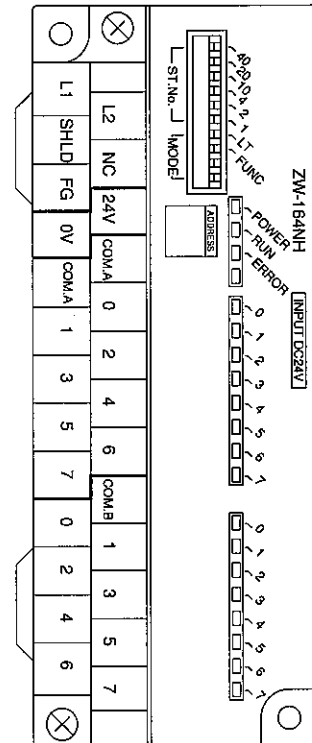 ZW-164NH
INPUT DC24V
40
20
10
4
2
1
LT
FUNC
ST.No.
MODE
ADDRESS
POWER
RUN
ERROR
0
1
2
3
4
5
6
7
0
1
2
3
4
5
6
7
L2
NC
24V
COM.A
0
2
4
6
COM.B
1
3
5
7
L1
SHLD
FG
0V
COM.A
1
3
5
7
0
2
4
6